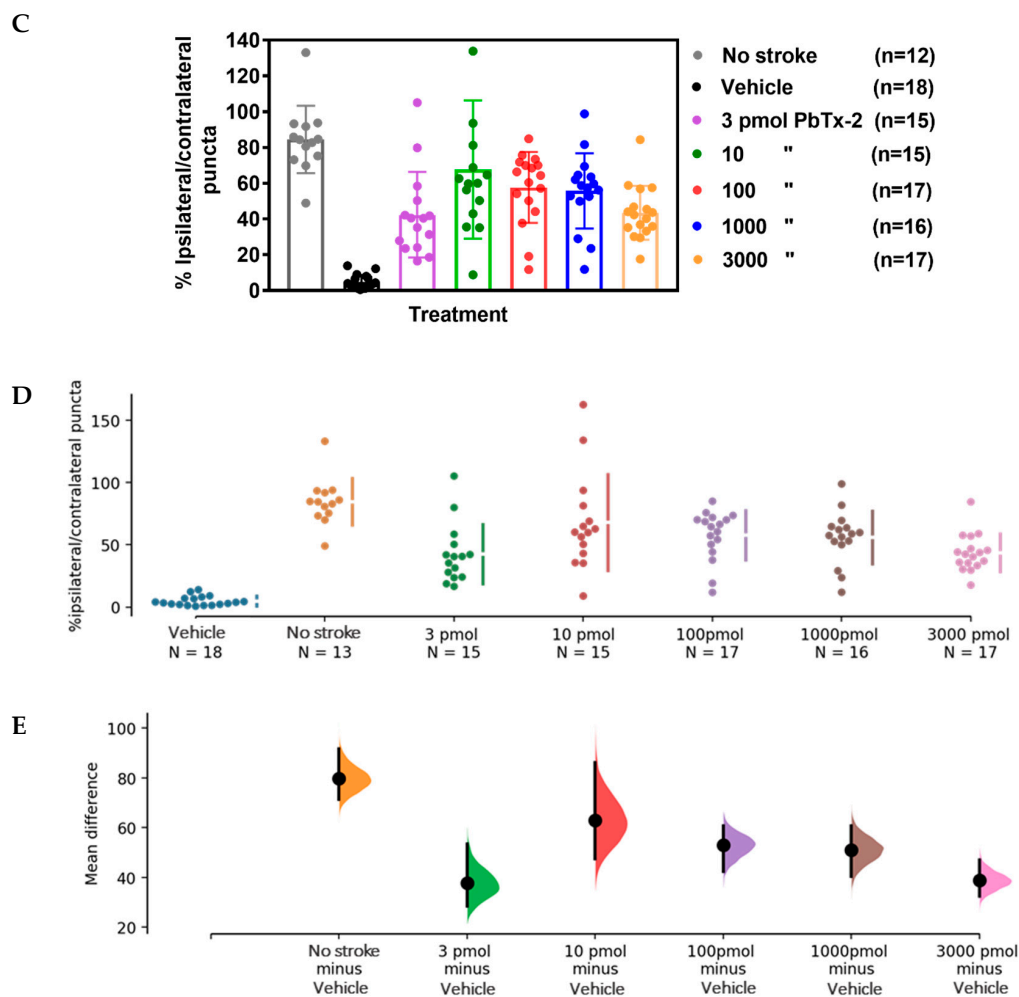 C
% Ipsilateral/contralateral
puncta
140
120
100
80
60
40
20
0
Treatment
No stroke (n=12)
Vehicle (n=18)
3 pmol PbTx-2 (n=15)
10 " (n=15)
100 " (n=17)
1000 " (n=16)
3000 " (n=17)
D
%ipsilateral/contralateral puncta
150
100
50
0
Vehicle No stroke 3 pmol 10 pmol 100pmol 1000pmol 3000 pmol
N = 18 N = 13 N = 15 N = 15 N = 17 N = 16 N = 17
E
Mean difference
100
80
60
40
20
No stroke 3 pmol 10 pmol 100pmol 1000pmol 3000 pmol
minus minus minus minus minus minus
Vehicle Vehicle Vehicle Vehicle Vehicle Vehicle